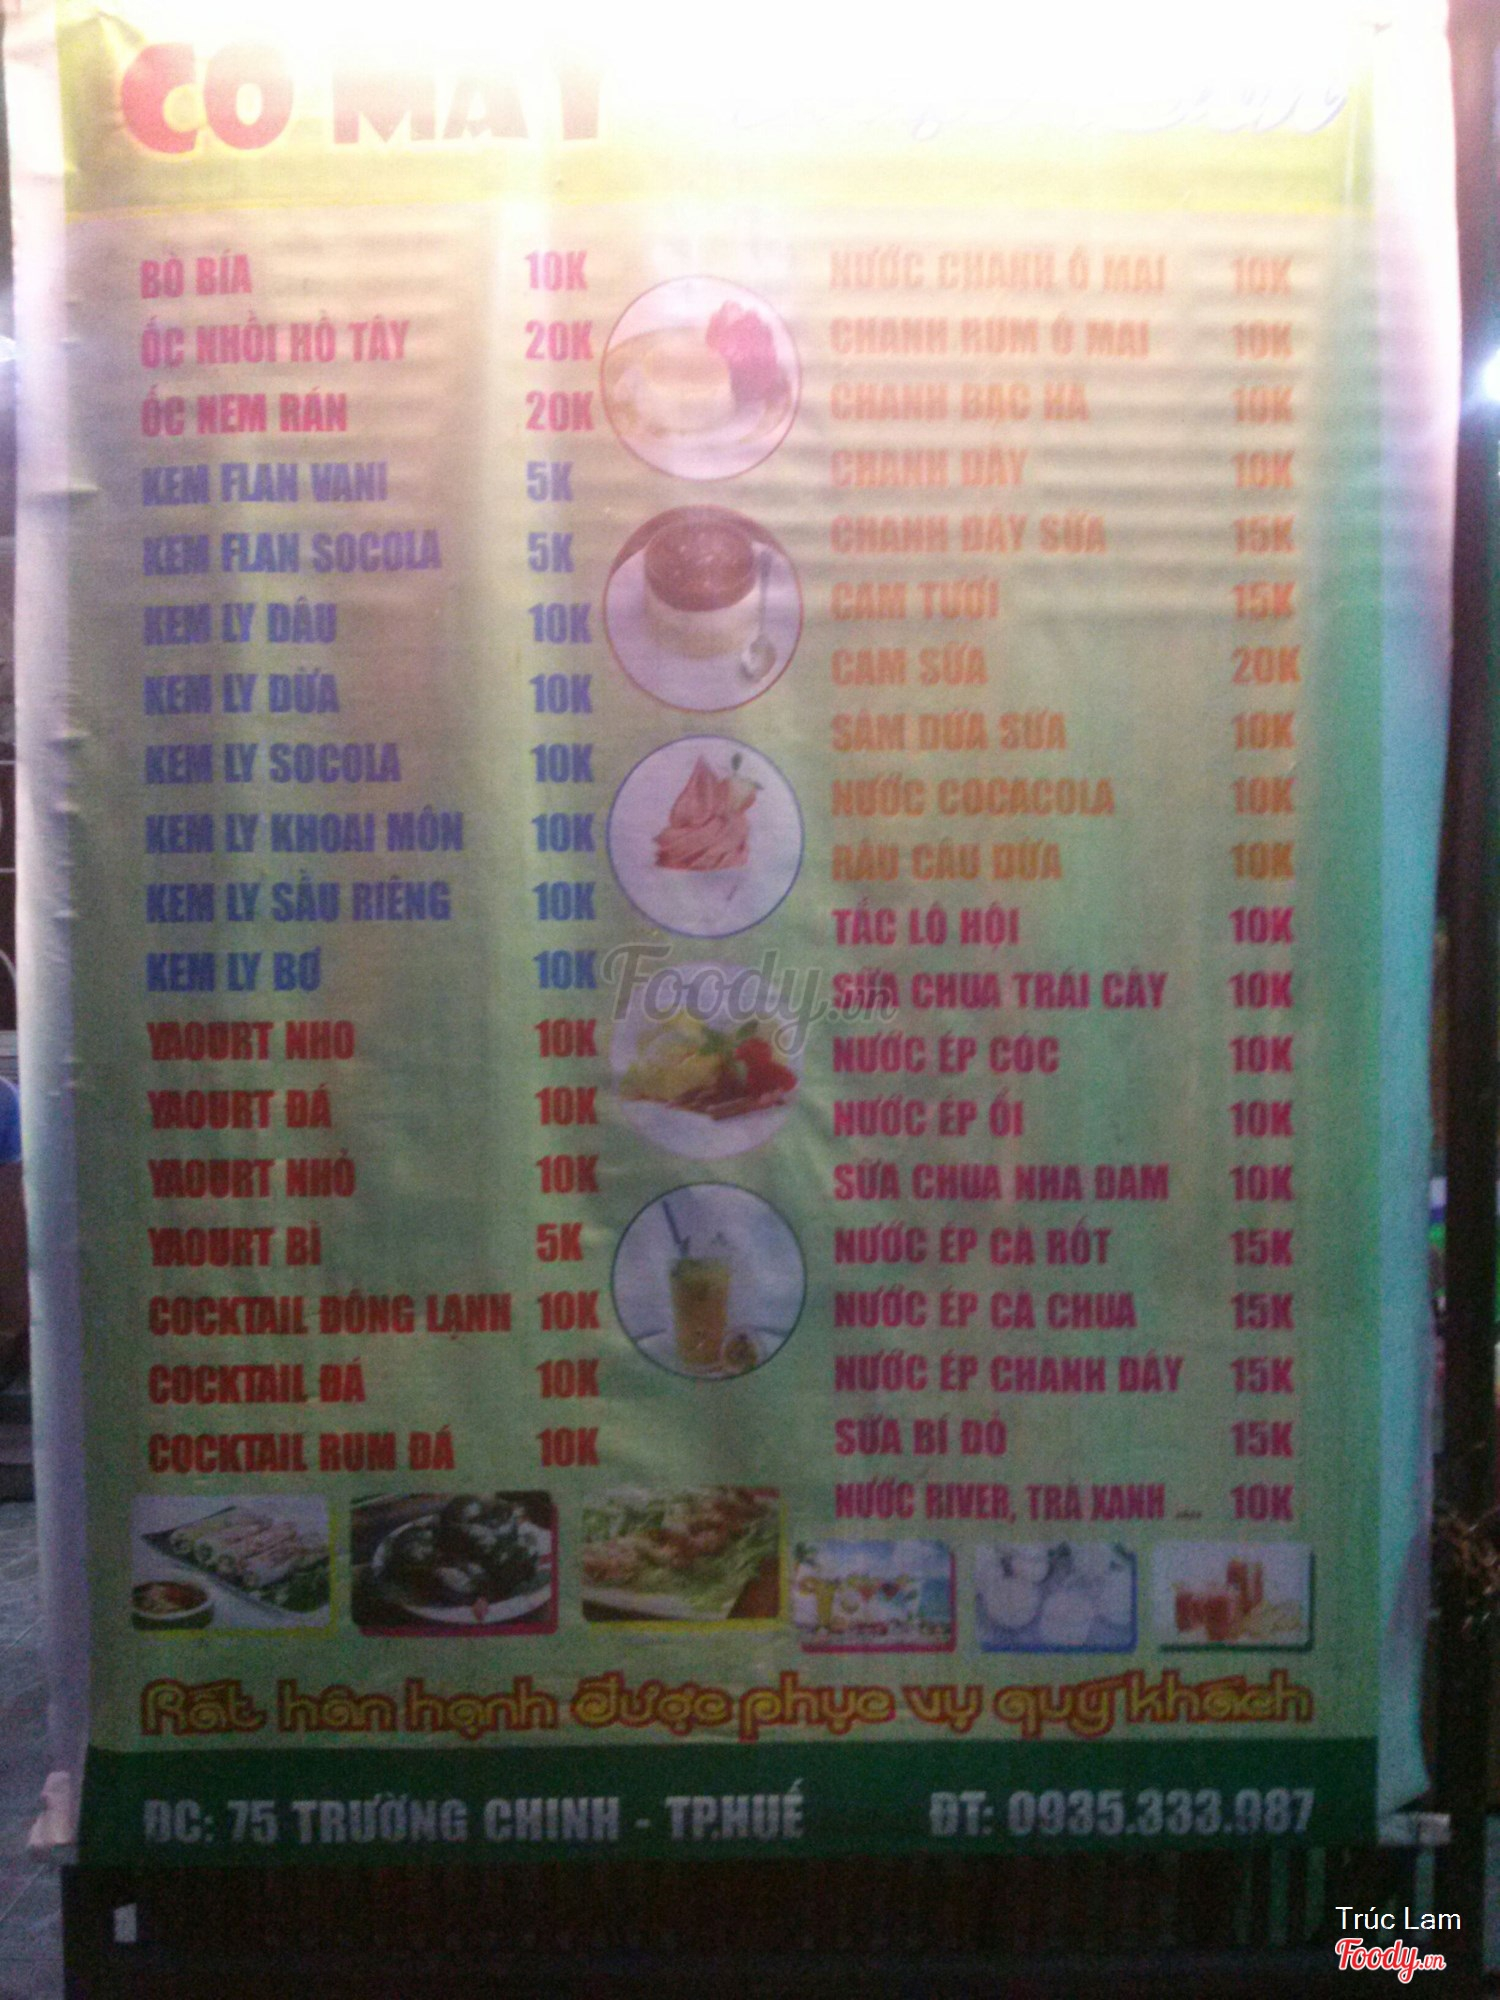 CO MAY
BÒ BÍA 10K
ỐC NHỒI HỒ TÂY 20K
ỐC NEM RÁN 20K
KEM FLAN VANI 5K
KEM FLAN SOCOLA 5K
KEM LY DÂU 10K
KEM LY DỪA 10K
KEM LY SOCOLA 10K
KEM LY KHOAI MÔN 10K
KEM LY SẦU RIÊNG 10K
KEM LY BƠ 10K
YAOURT NHO 10K
YAOURT ĐÁ 10K
YAOURT NHỎ 10K
YAOURT BÌ 5K
COCKTAIL ĐÔNG LẠNH 10K
COCKTAIL ĐÁ 10K
COCKTAIL RUM ĐÁ 10K
NƯỚC CHANH Ô MAI 10K
CHANH RUM Ô MAI 10K
CHANH BẠC HÀ 10K
CHANH DÂY 10K
CHANH DÂY SỮA 15K
CAM TƯƠI 15K
CAM SỮA 20K
SÂM DỨA SỮA 10K
NƯỚC COCACOLA 10K
RÂU CÂU DỪA 10K
TẮC LÔ HỘI 10K
SỮA CHUA TRÁI CÂY 10K
NƯỚC ÉP CÓC 10K
NƯỚC ÉP ỔI 10K
SỮA CHUA NHA ĐAM 10K
NƯỚC ÉP CÀ RỐT 15K
NƯỚC ÉP CÀ CHUA 15K
NƯỚC ÉP CHANH DÂY 15K
SỮA BÍ ĐỎ 15K
NƯỚC RIVER, TRÀ XANH ..... 10K
Foody.vn
Rất hân hạnh được phục vụ quý khách
ĐC: 75 TRƯỜNG CHINH - TP.HUẾ ĐT: 0935.333.987
Trúc Lam
Foody.vn